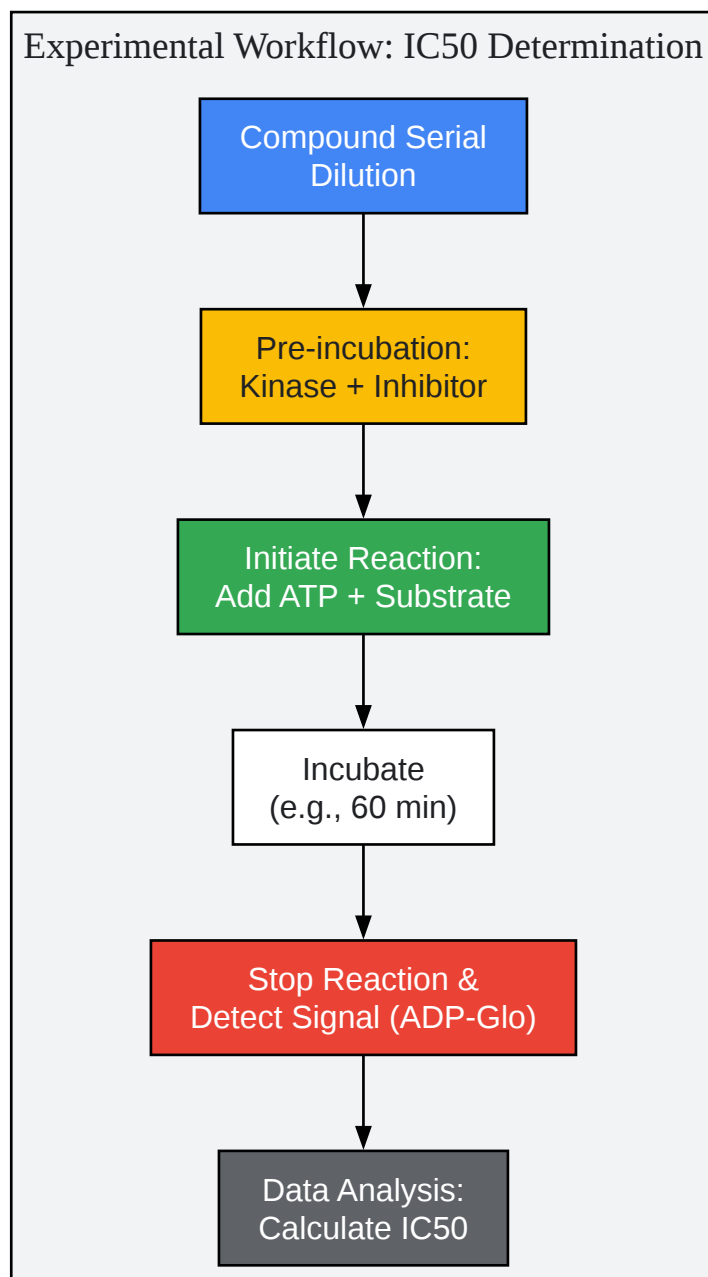 Experimental Workflow: IC50 Determination
Compound Serial
Dilution
Pre-incubation:
Kinase + Inhibitor
Initiate Reaction:
Add ATP + Substrate
Incubate
(e.g., 60 min)
Stop Reaction &
Detect Signal (ADP-Glo)
Data Analysis:
Calculate IC50